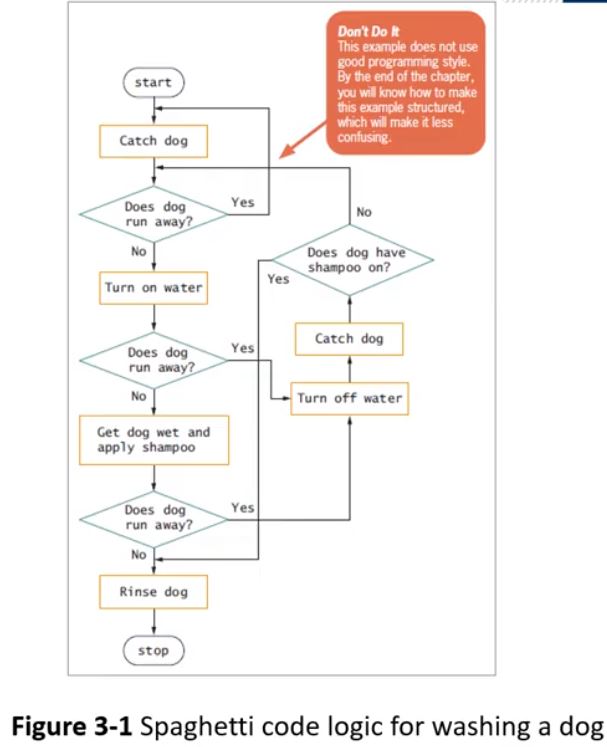 Don't Do It
This example does not use
good programming style.
By the end of the chapter,
you will know how to make
this example structured,
which will make it less
confusing.
start
Catch dog
Does dog
run away?
Yes
No
Turn on water
Does dog
run away?
Yes
No
Get dog wet and
apply shampoo
Does dog
run away?
Yes
No
Rinse dog
stop
No
Does dog have
shampoo on?
Yes
Catch dog
Turn off water
Figure 3-1 Spaghetti code logic for washing a dog